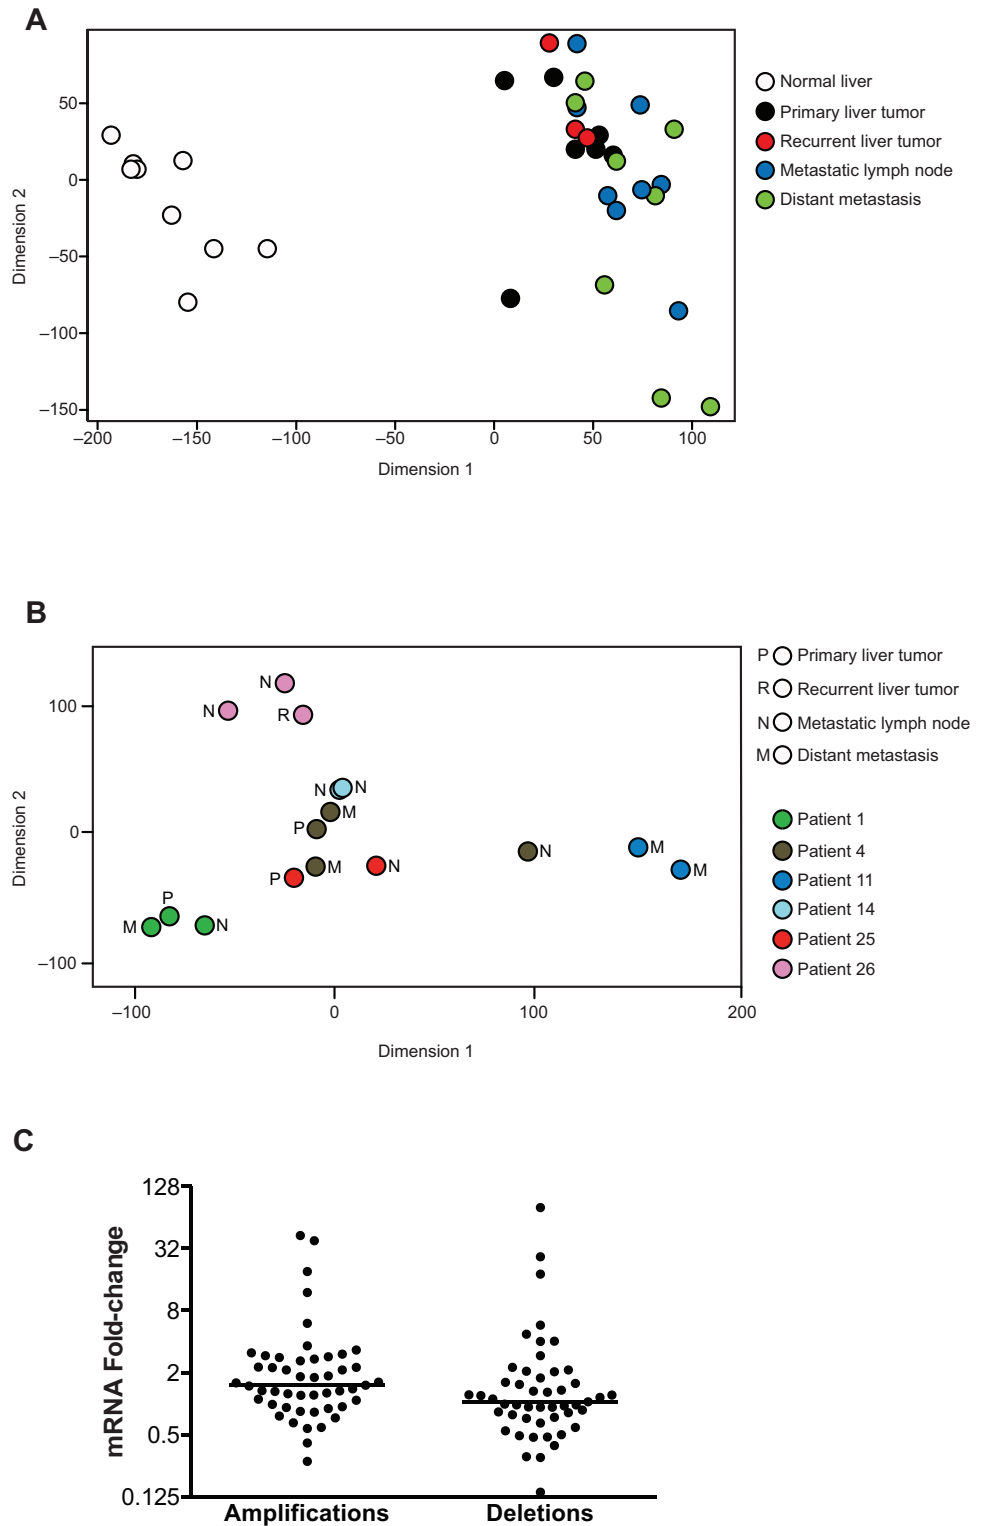 A
50
0
−50
−100
−150
Dimension 2
−200
−150
−100
−50
0
50
100
Dimension 1
Normal liver
Primary liver tumor
Recurrent liver tumor
Metastatic lymph node
Distant metastasis
B
100
0
−100
Dimension 2
N
N
R
N
N
M
P
M
P
N
N
M
M
P
M
N
−100
0
100
200
Dimension 1
P Primary liver tumor
R Recurrent liver tumor
N Metastatic lymph node
M Distant metastasis
Patient 1
Patient 4
Patient 11
Patient 14
Patient 25
Patient 26
C
128
32
8
2
0.5
0.125
mRNA Fold-change
Amplifications
Deletions